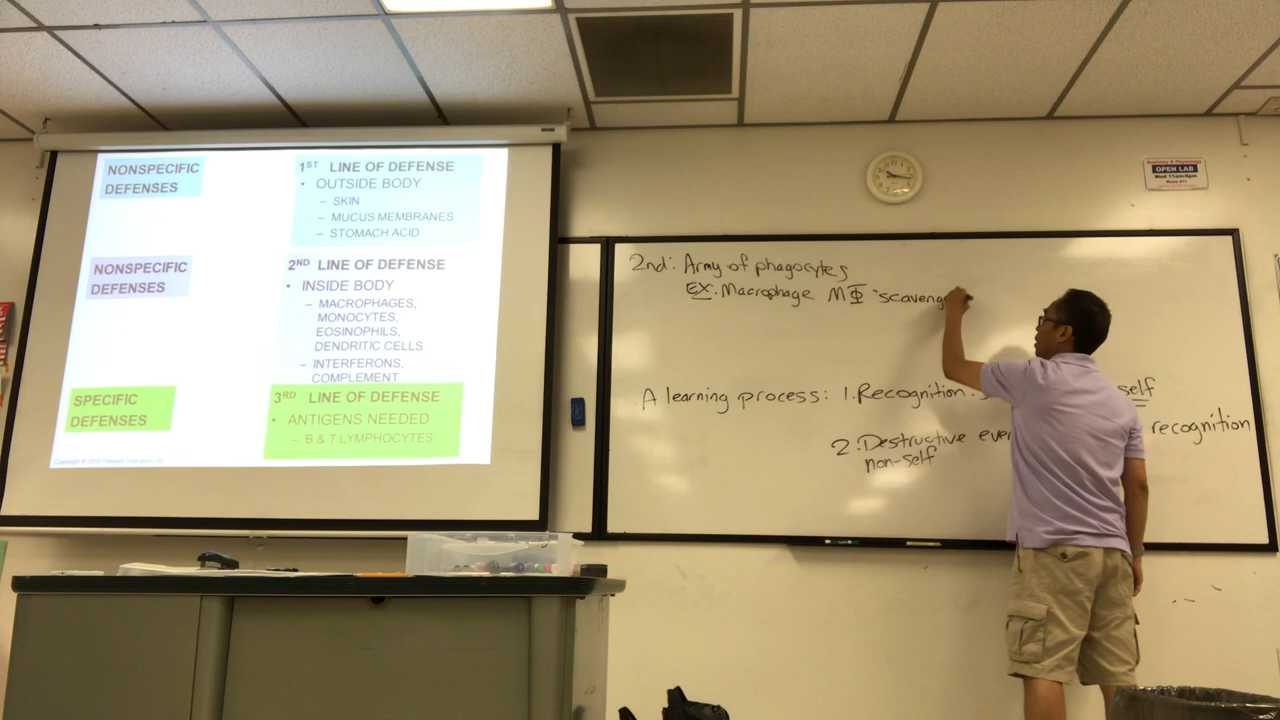 NONSPECIFIC
DEFENSES
1ST LINE OF DEFENSE
• OUTSIDE BODY
– SKIN
– MUCUS MEMBRANES
– STOMACH ACID
NONSPECIFIC
DEFENSES
2ND LINE OF DEFENSE
• INSIDE BODY
– MACROPHAGES,
MONOCYTES,
EOSINOPHILS,
DENDRITIC CELLS
– INTERFERONS,
COMPLEMENT
SPECIFIC
DEFENSES
3RD LINE OF DEFENSE
• ANTIGENS NEEDED
– B & T LYMPHOCYTES
2nd: Army of phagocytes
EX: Macrophage MΦ "scaveng
A learning process: 1. Recognition self
2. Destructive recognition
non-self
Anatomy & Physiology
OPEN LAB